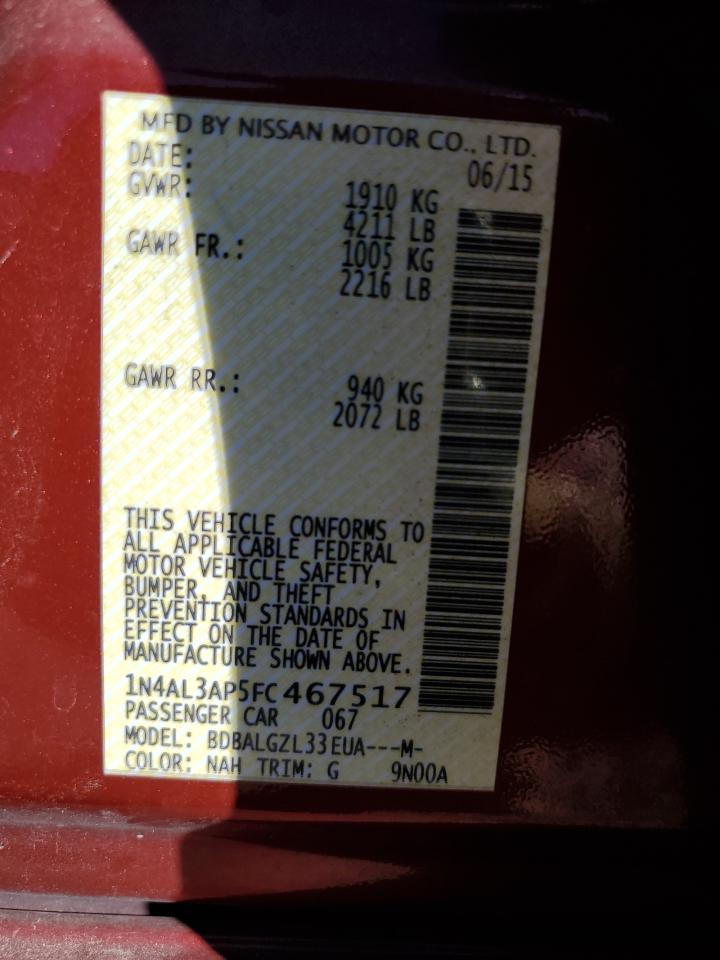 MFD BY NISSAN MOTOR CO., LTD.
DATE: 06/15
GVWR: 1910 KG
4211 LB
GAWR FR.: 1005 KG
2216 LB
GAWR RR.: 940 KG
2072 LB
THIS VEHICLE CONFORMS TO
ALL APPLICABLE FEDERAL
MOTOR VEHICLE SAFETY,
BUMPER, AND THEFT
PREVENTION STANDARDS IN
EFFECT ON THE DATE OF
MANUFACTURE SHOWN ABOVE.
1N4AL3AP5FC467517
PASSENGER CAR 067
MODEL: BDBALGZL33EUA---M-
COLOR: NAH TRIM: G 9N00A